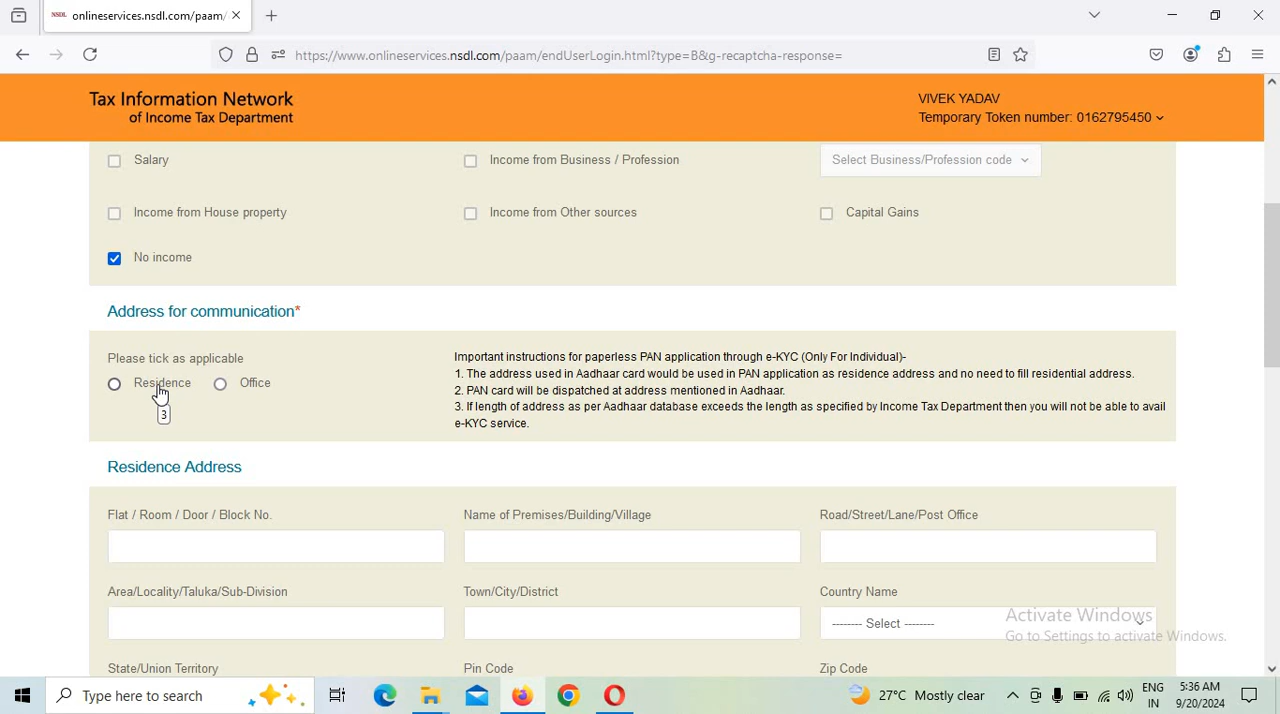 NSDL onlineservices.nsdl.com/paam/
https://www.onlineservices.nsdl.com/paam/endUserLogin.html?type=B&g-recaptcha-response=
Tax Information Network
of Income Tax Department
VIVEK YADAV
Temporary Token number: 0162795450
Salary
Income from Business / Profession
Select Business/Profession code
Income from House property
Income from Other sources
Capital Gains
No income
Address for communication*
Please tick as applicable
Residence
Office
3
Important instructions for paperless PAN application through e-KYC (Only For Individual)-
1. The address used in Aadhaar card would be used in PAN application as residence address and no need to fill residential address.
2. PAN card will be dispatched at address mentioned in Aadhaar.
3. If length of address as per Aadhaar database exceeds the length as specified by Income Tax Department then you will not be able to avail
e-KYC service.
Residence Address
Flat / Room / Door / Block No.
Name of Premises/Building/Village
Road/Street/Lane/Post Office
Area/Locality/Taluka/Sub-Division
Town/City/District
Country Name
-------- Select --------
Activate Windows
Go to Settings to activate Windows.
State/Union Territory
Pin Code
Zip Code
Type here to search
27°C Mostly clear
ENG
IN
5:36 AM
9/20/2024